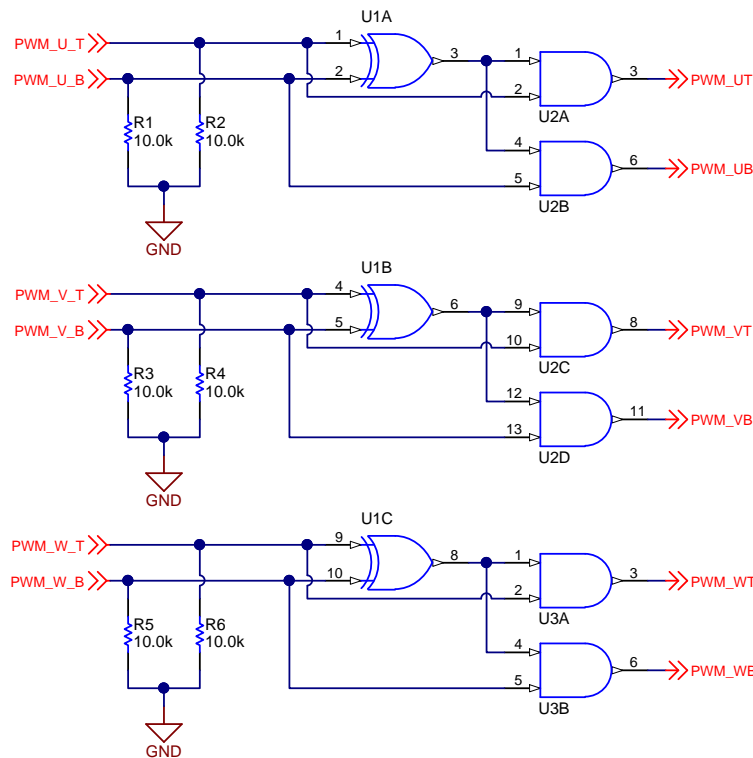 U1A
PWM_U_T
1
3
1
3
PWM_UT
PWM_U_B
2
2
U2A
R1
10.0k
R2
10.0k
4
6
PWM_UB
5
U2B
GND
U1B
PWM_V_T
4
6
9
8
PWM_VT
PWM_V_B
5
10
U2C
R3
10.0k
R4
10.0k
12
11
PWM_VB
13
U2D
GND
U1C
PWM_W_T
9
8
1
3
PWM_WT
PWM_W_B
10
2
U3A
R5
10.0k
R6
10.0k
4
6
PWM_WB
5
U3B
GND